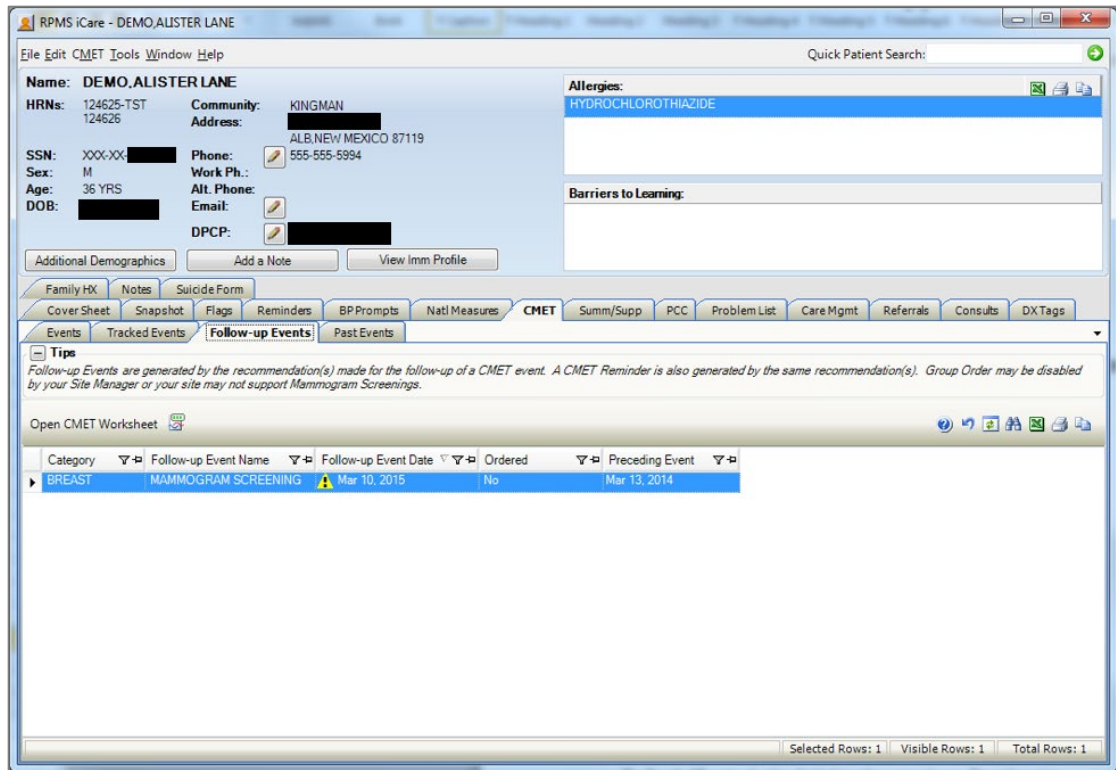 RPMS iCare - DEMO,ALISTER LANE
File Edit CMET Tools Window Help
Quick Patient Search:
Name: DEMO,ALISTER LANE
HRNs: 124625-TST
124626
Community: KINGMAN
Address:
ALB,NEW MEXICO 87119
SSN: XXX-XX-
Phone: 555-555-5994
Sex: M
Work Ph.:
Age: 36 YRS
Alt. Phone:
DOB:
Email:
DPCP:
Allergies:
HYDROCHLOROTHIAZIDE
Barriers to Learning:
Additional Demographics Add a Note View Imm Profile
Family HX Notes Suicide Form
Cover Sheet Snapshot Flags Reminders BP Prompts Natl Measures CMET Summ/Supp PCC Problem List Care Mgmt Referrals Consults DX Tags
Events Tracked Events Follow-up Events Past Events
Tips
Follow-up Events are generated by the recommendation(s) made for the follow-up of a CMET event. A CMET Reminder is also generated by the same recommendation(s). Group Order may be disabled
by your Site Manager or your site may not support Mammogram Screenings.
Open CMET Worksheet
Category Follow-up Event Name Follow-up Event Date Ordered Preceding Event
BREAST MAMMOGRAM SCREENING Mar 10, 2015 No Mar 13, 2014
Selected Rows: 1 Visible Rows: 1 Total Rows: 1